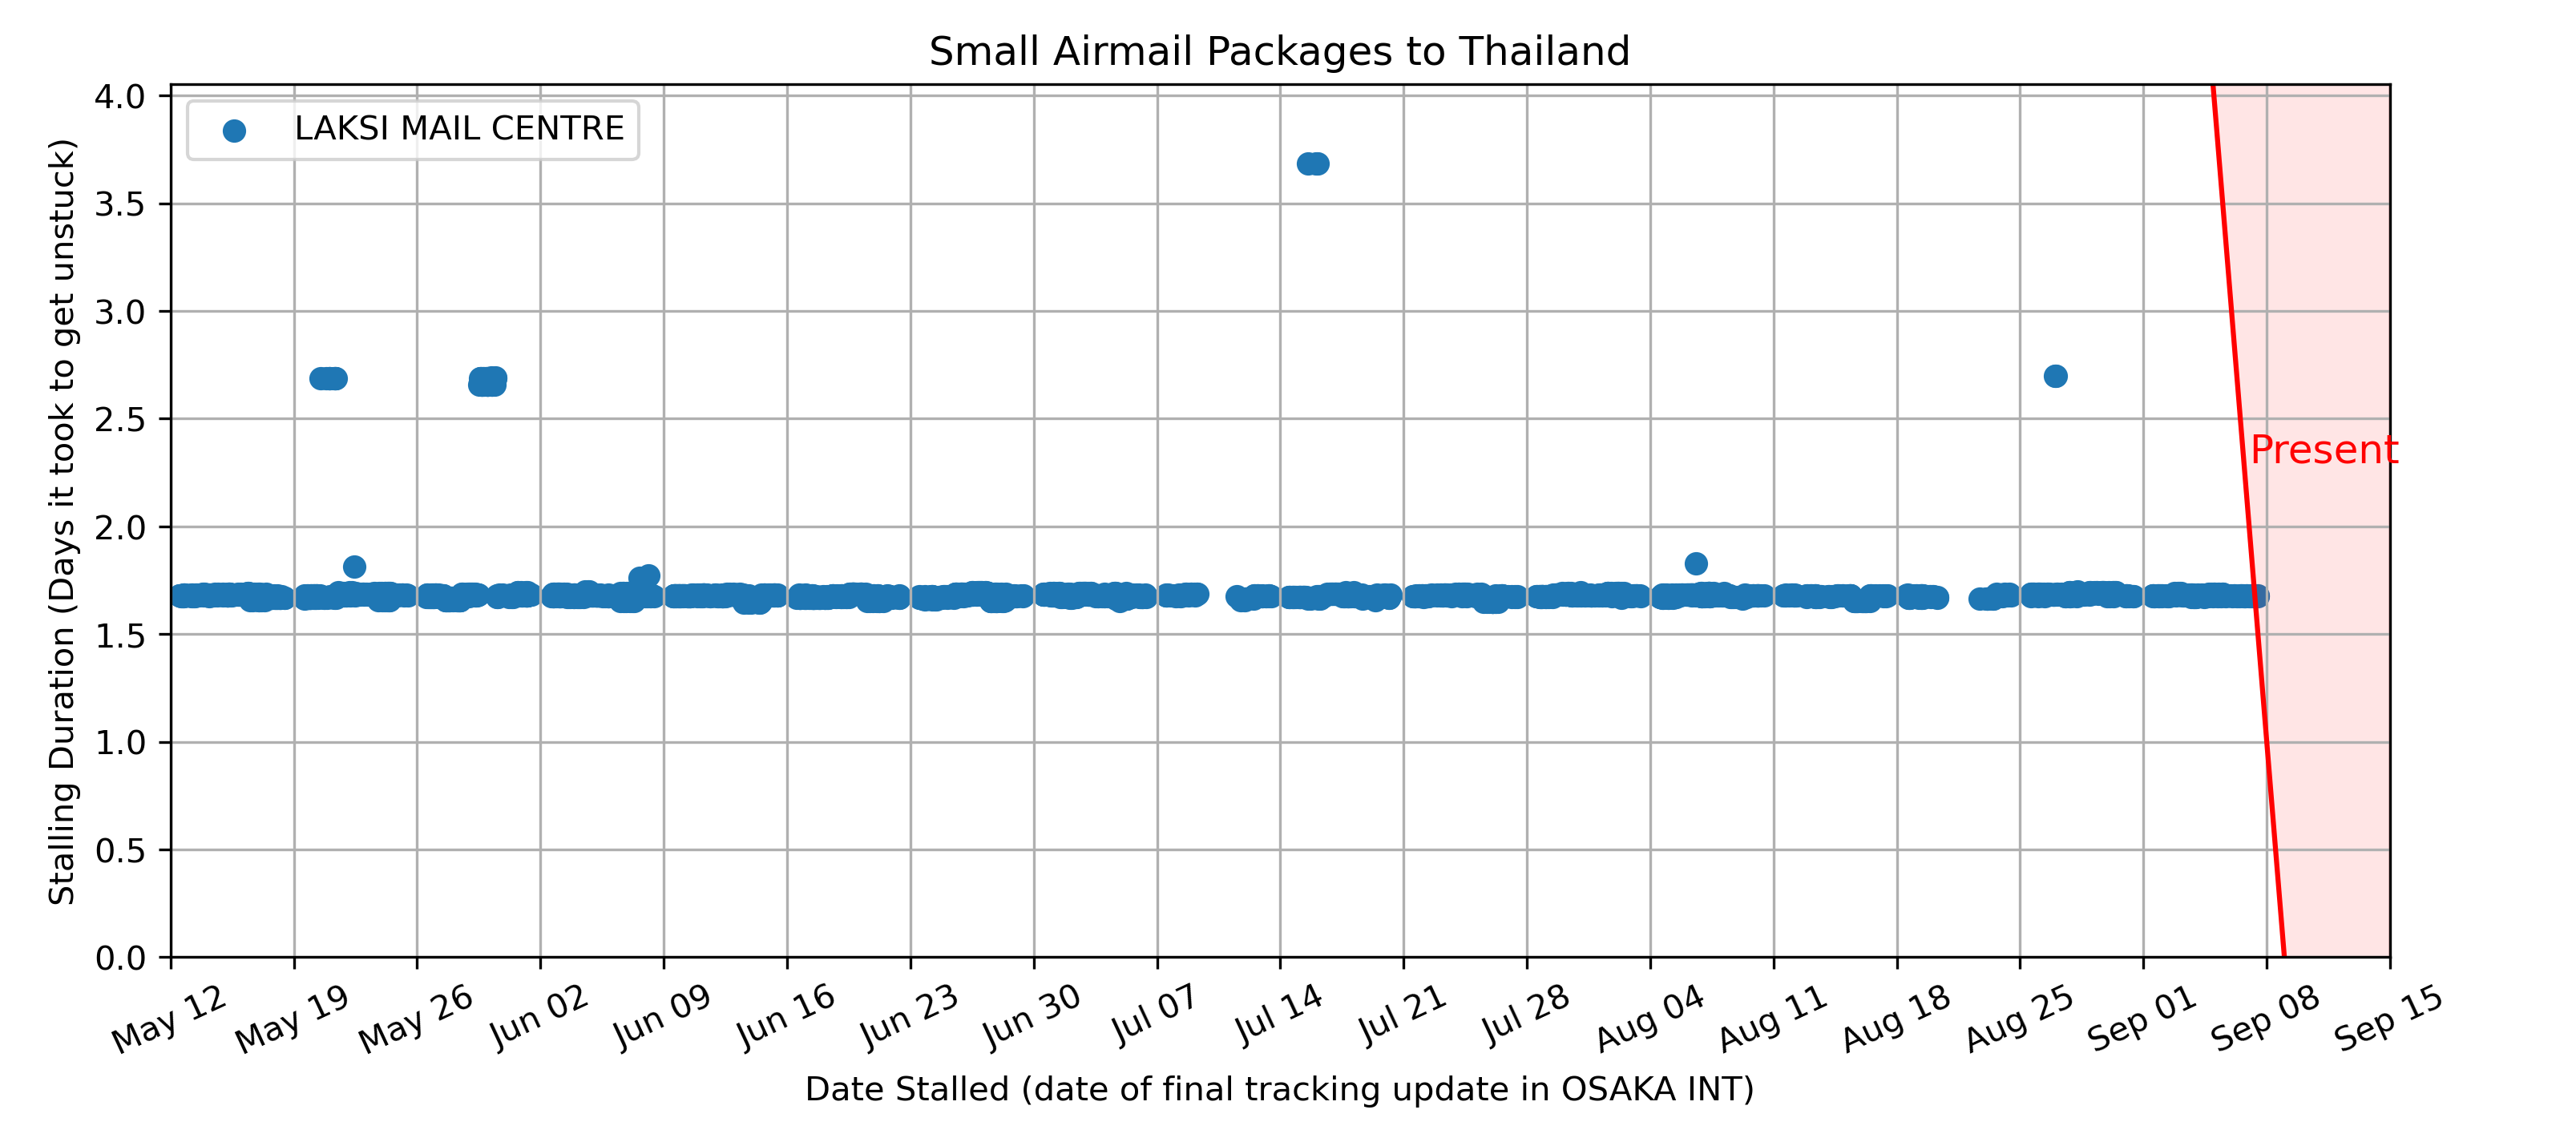 Small Airmail Packages to Thailand
Stalling Duration (Days it took to get unstuck)
4.0
3.5
3.0
2.5
2.0
1.5
1.0
0.5
0.0
LAKSI MAIL CENTRE
Present
May 12
May 19
May 26
Jun 02
Jun 09
Jun 16
Jun 23
Jun 30
Jul 07
Jul 14
Jul 21
Jul 28
Aug 04
Aug 11
Aug 18
Aug 25
Sep 01
Sep 08
Sep 15
Date Stalled (date of final tracking update in OSAKA INT)